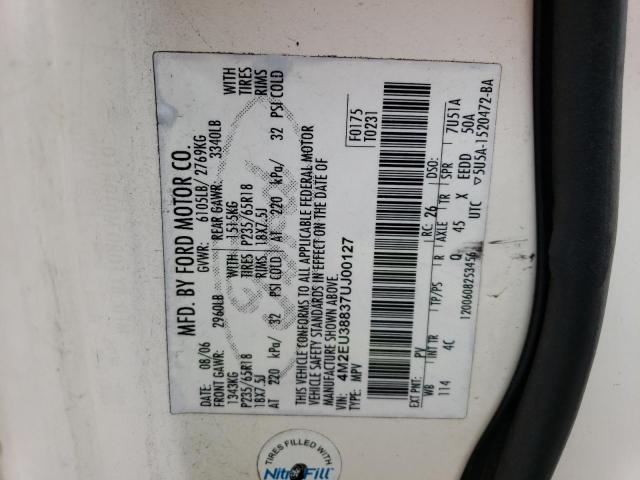 MFD. BY FORD MOTOR CO.
DATE: 08/06 GVWR: 6105LB/ 2769KG
FRONT GAWR: 2960LB REAR GAWR: 3340LB
1343KG 1515KG WITH
P235/65R18 TIRES P235/65R18 TIRES
18X7.5J RIMS 18X7.5J RIMS
AT 220 kPa/ 32 PSI COLD AT 220 kPa/ 32 PSI COLD
THIS VEHICLE CONFORMS TO ALL APPLICABLE FEDERAL MOTOR
VEHICLE SAFETY STANDARDS IN EFFECT ON THE DATE OF
MANUFACTURE SHOWN ABOVE.
VIN: 4M2EU38837UJ00127
TYPE: MPV
F0175
T0231
EXT PNT: PY RC: 26 DSO:
WB INT TR TP/PS R AXLE TR SPR 7U51A
114 4C Q 45 X FEDD 50A
UTC ▽5U5A-1520472-BA
120060825345
TIRES FILLED WITH
NitroFill